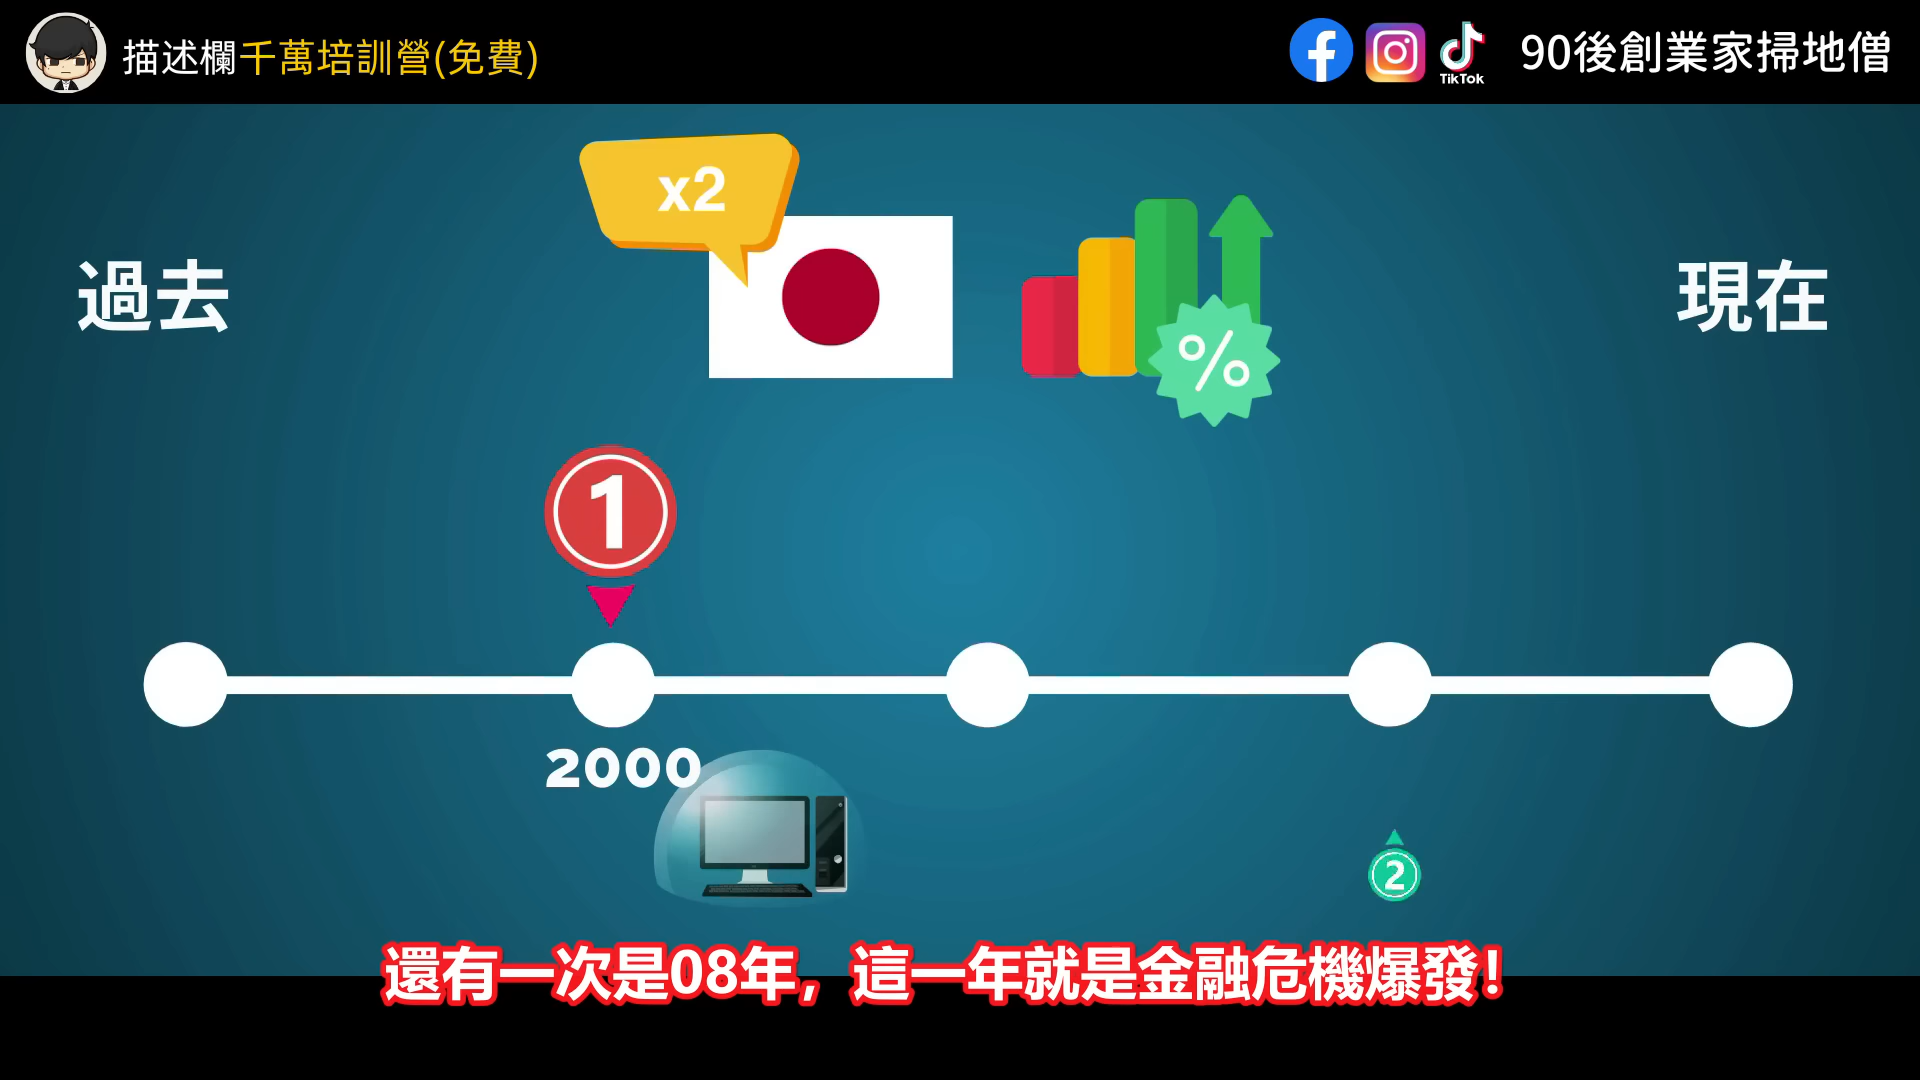 描述欄千萬培訓營(免費)
TikTok
90後創業家掃地僧
x2
過去
現在
%
1
2000
2
還有一次是08年，這一年就是金融危機爆發！